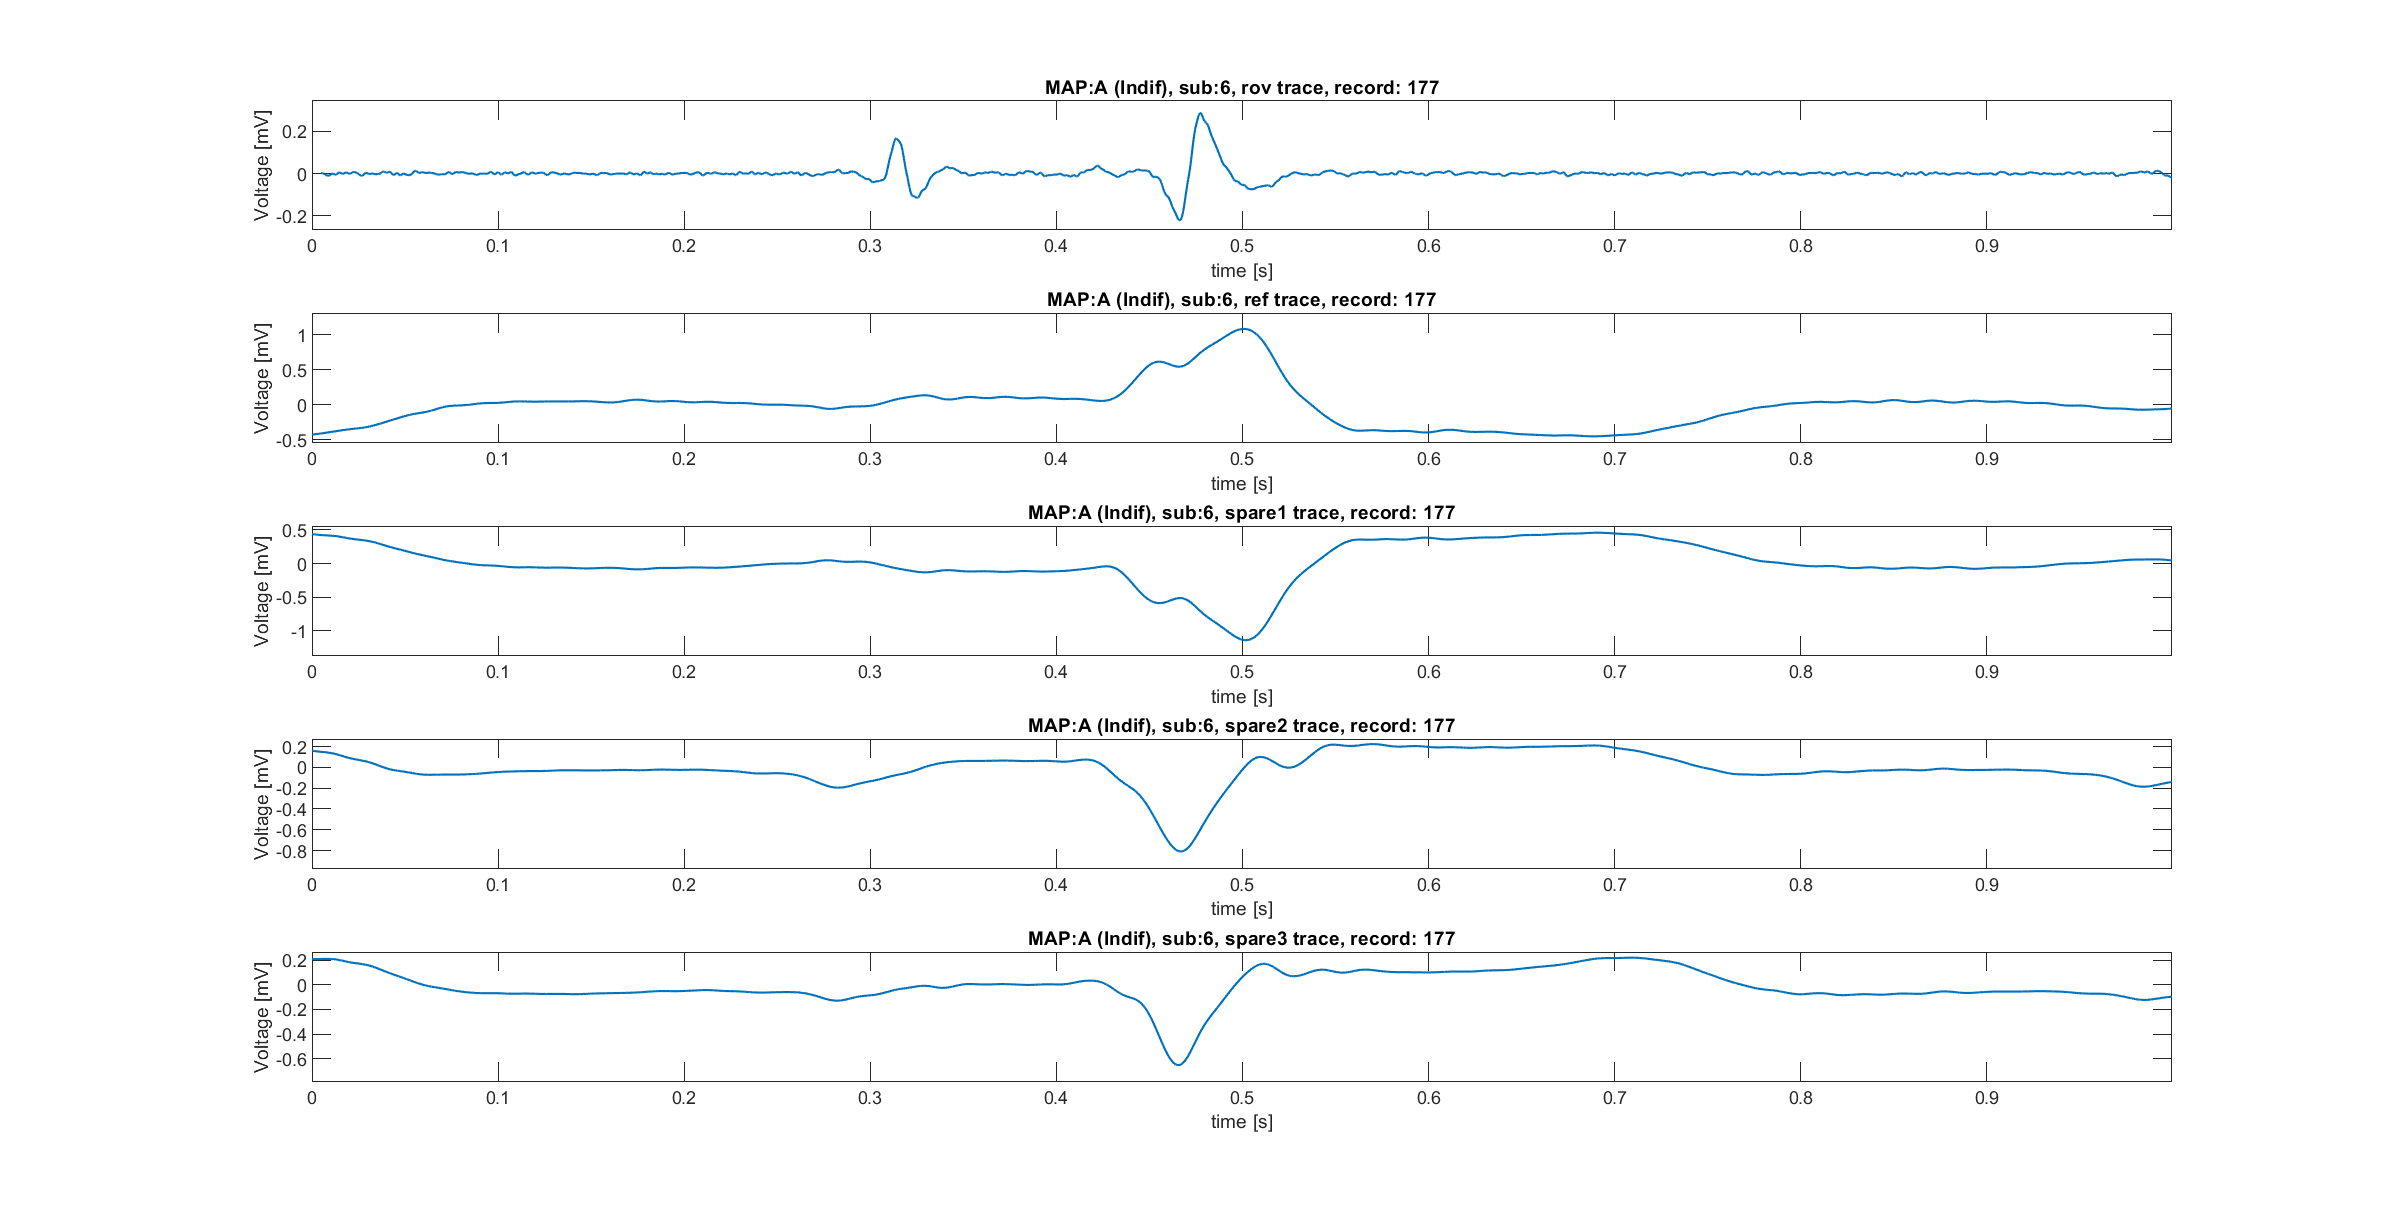 MAP:A (Indif), sub:6, rov trace, record: 177
Voltage [mV]
0.2
0
-0.2
0 0.1 0.2 0.3 0.4 0.5 0.6 0.7 0.8 0.9
time [s]
MAP:A (Indif), sub:6, ref trace, record: 177
Voltage [mV]
1
0.5
0
-0.5
0 0.1 0.2 0.3 0.4 0.5 0.6 0.7 0.8 0.9
time [s]
MAP:A (Indif), sub:6, spare1 trace, record: 177
Voltage [mV]
0.5
0
-0.5
-1
0 0.1 0.2 0.3 0.4 0.5 0.6 0.7 0.8 0.9
time [s]
MAP:A (Indif), sub:6, spare2 trace, record: 177
Voltage [mV]
0.2
0
-0.2
-0.4
-0.6
-0.8
0 0.1 0.2 0.3 0.4 0.5 0.6 0.7 0.8 0.9
time [s]
MAP:A (Indif), sub:6, spare3 trace, record: 177
Voltage [mV]
0.2
0
-0.2
-0.4
-0.6
0 0.1 0.2 0.3 0.4 0.5 0.6 0.7 0.8 0.9
time [s]